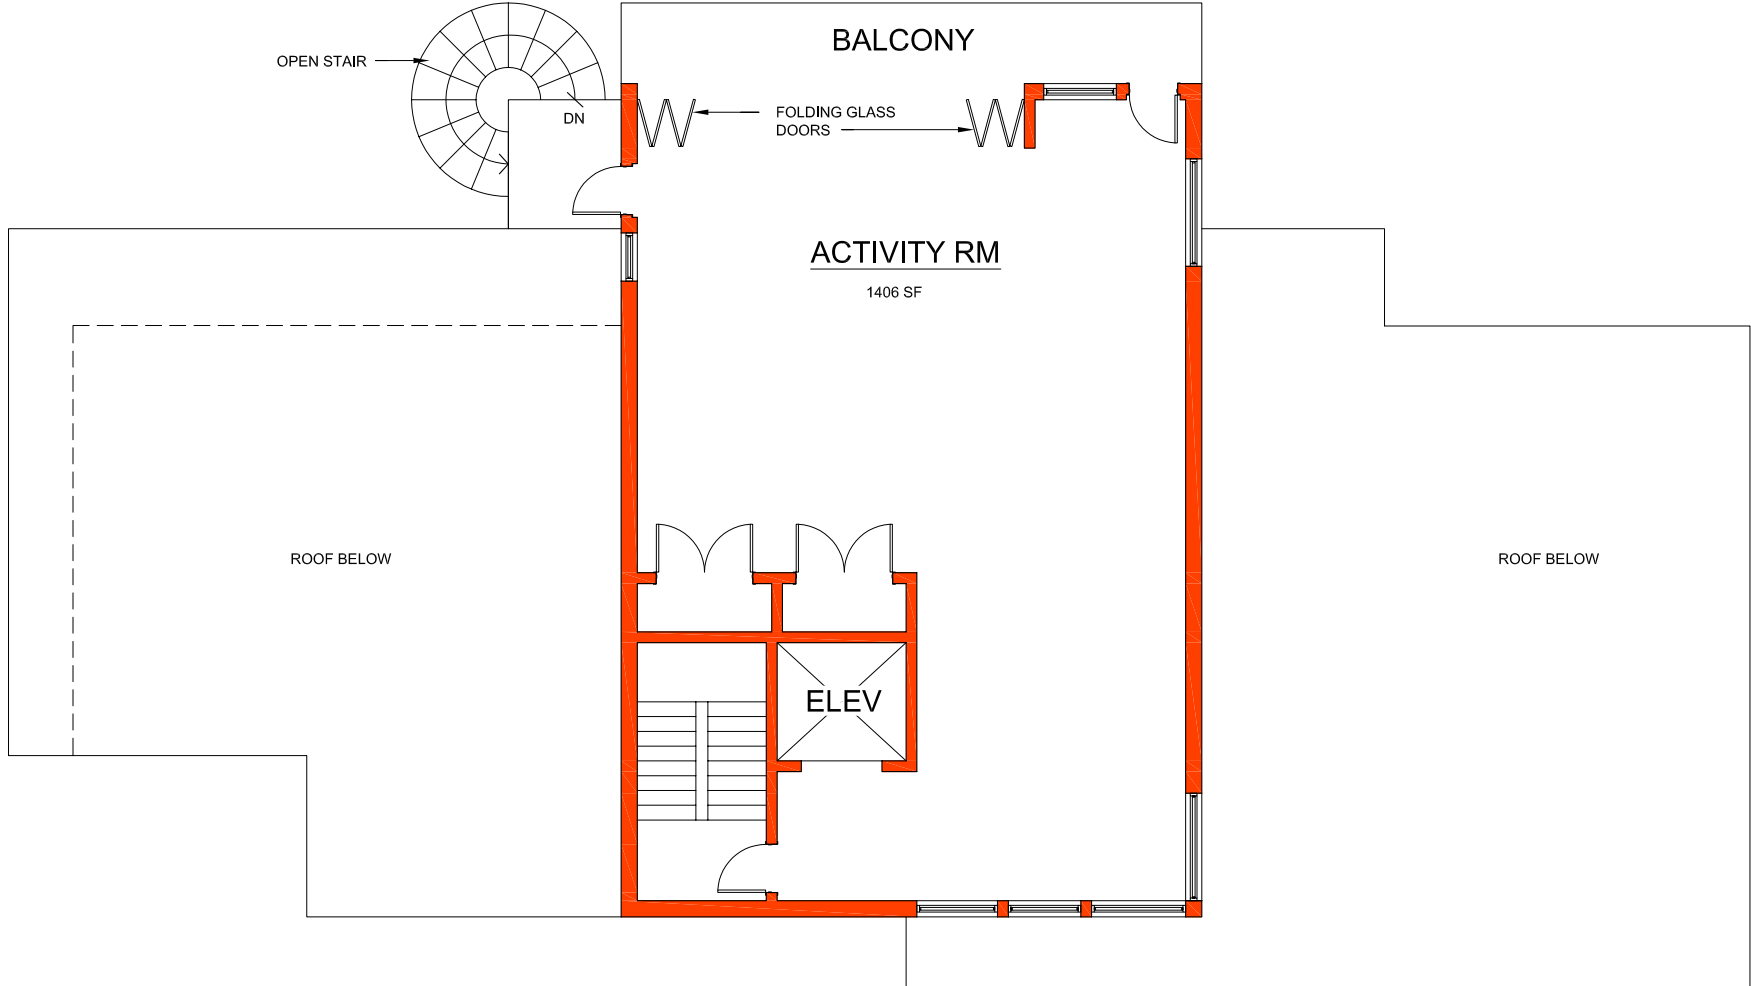 BALCONY
OPEN STAIR
FOLDING GLASS
DOORS
DN
ACTIVITY RM
1406 SF
ROOF BELOW
ROOF BELOW
ELEV